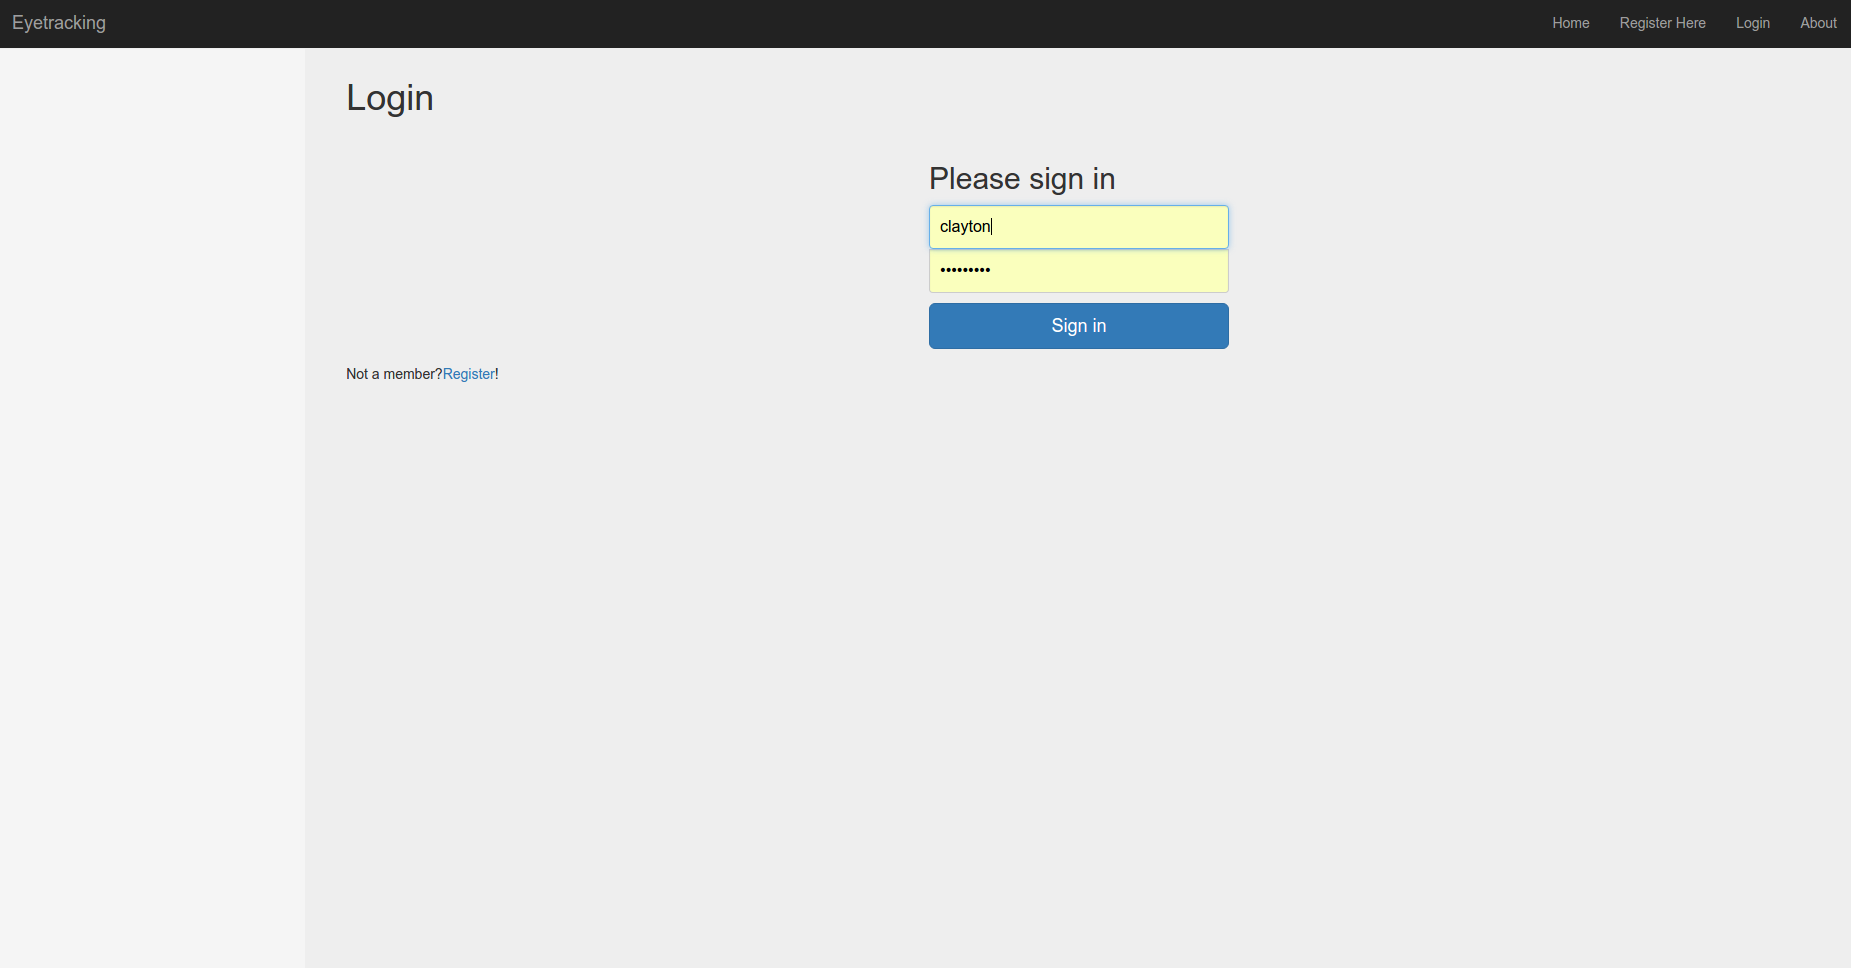 Eyetracking Home Register Here Login About
Login
Please sign in
clayton
•••••••••
Sign in
Not a member?Register!